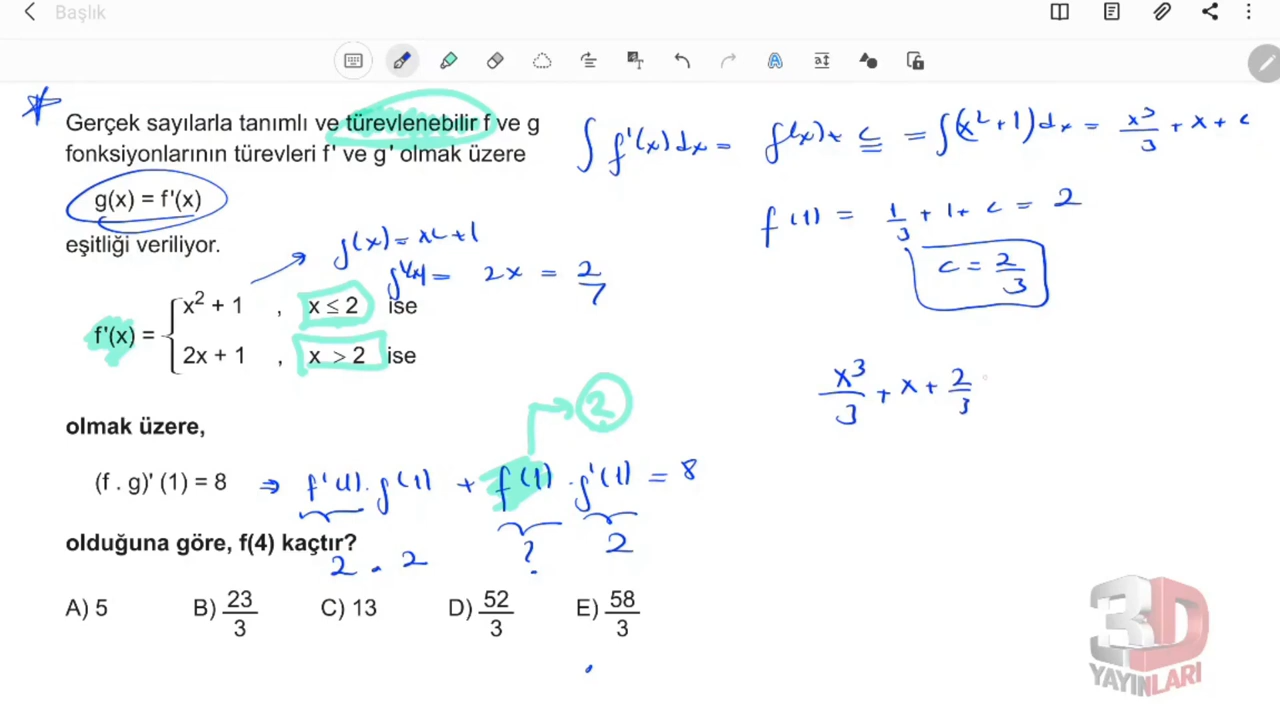 Başlık
Gerçek sayılarla tanımlı ve türevlenebilir f ve g
fonksiyonlarının türevleri f' ve g' olmak üzere
g(x) = f'(x)
eşitliği veriliyor.
f'(x) = { x² + 1 , x ≤ 2 ise
2x + 1 , x > 2 ise
olmak üzere,
(f . g)' (1) = 8 ⇒ f'(1) . g(1) + f(1) . g'(1) = 8
2 . 2 ? 2
2
olduğuna göre, f(4) kaçtır?
A) 5 B) 23/3 C) 13 D) 52/3 E) 58/3
g(x) = x² + 1
g'(x) = 2x = 2/1
∫ f'(x) dx = f(x) + c = ∫(x² + 1) dx = x³/3 + x + c
f(1) = 1/3 + 1 + c = 2
c = 2/3
x³/3 + x + 2/3
3D
YAYINLARI